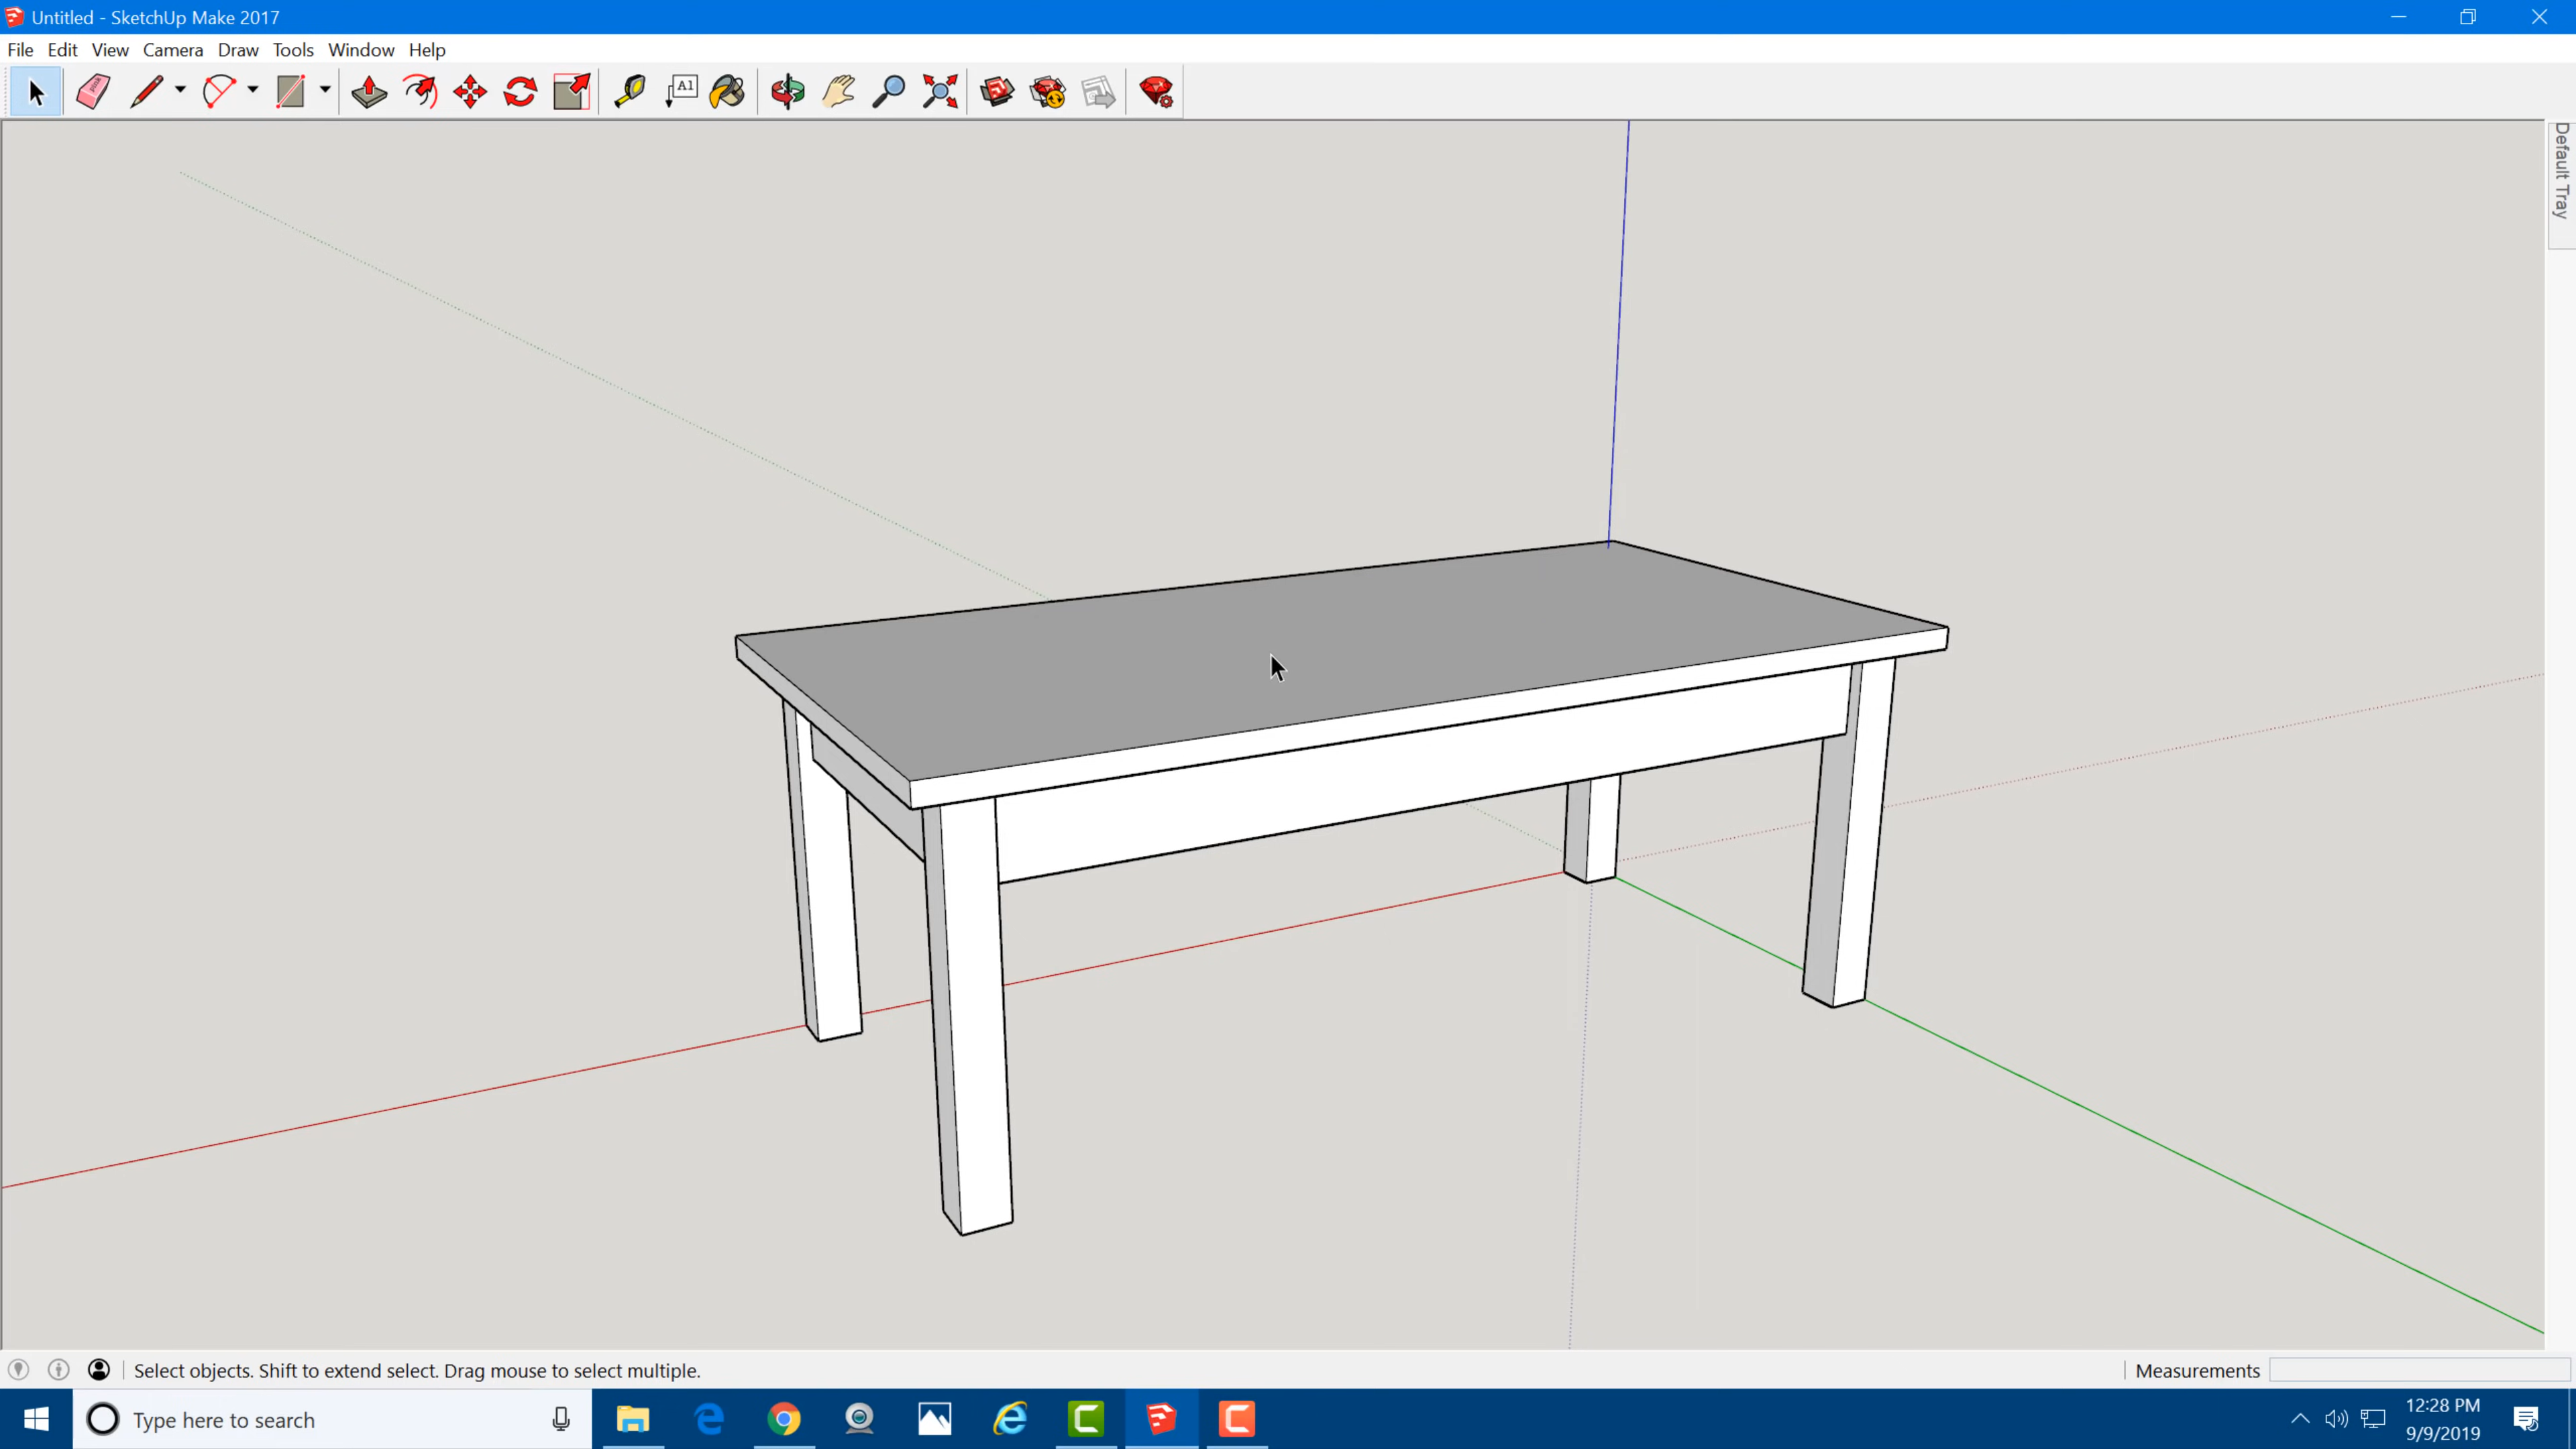 Untitled - SketchUp Make 2017
File Edit View Camera Draw Tools Window Help
A1
Default Tray
Select objects. Shift to extend select. Drag mouse to select multiple.
Measurements
Type here to search
12:28 PM
9/9/2019